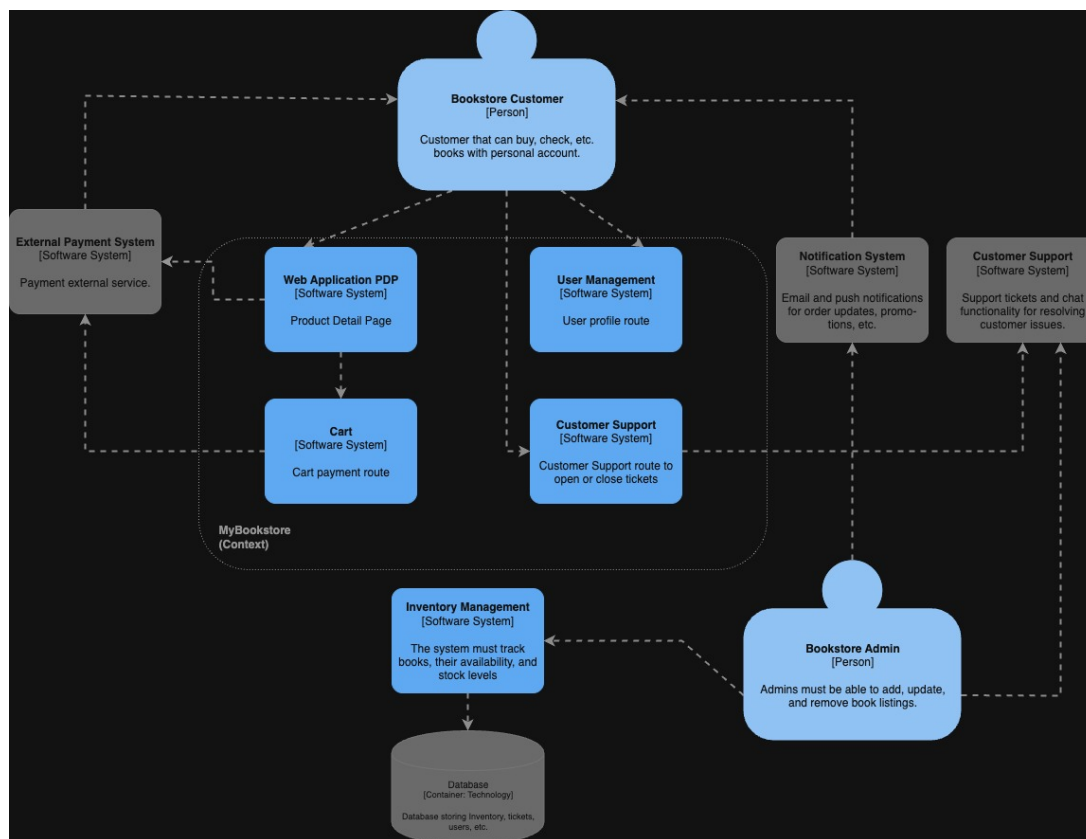 Bookstore Customer
[Person]
Customer that can buy, check, etc.
books with personal account.
External Payment System
[Software System]
Payment external service.
Web Application PDP
[Software System]
Product Detail Page
User Management
[Software System]
User profile route
Notification System
[Software System]
Email and push notifications
for order updates, promo-
tions, etc.
Customer Support
[Software System]
Support tickets and chat
functionality for resolving
customer issues.
Cart
[Software System]
Cart payment route
Customer Support
[Software System]
Customer Support route to
open or close tickets
MyBookstore
(Context)
Inventory Management
[Software System]
The system must track
books, their availability, and
stock levels
Bookstore Admin
[Person]
Admins must be able to add, update,
and remove book listings.
Database
[Container: Technology]
Database storing Inventory, tickets,
users, etc.